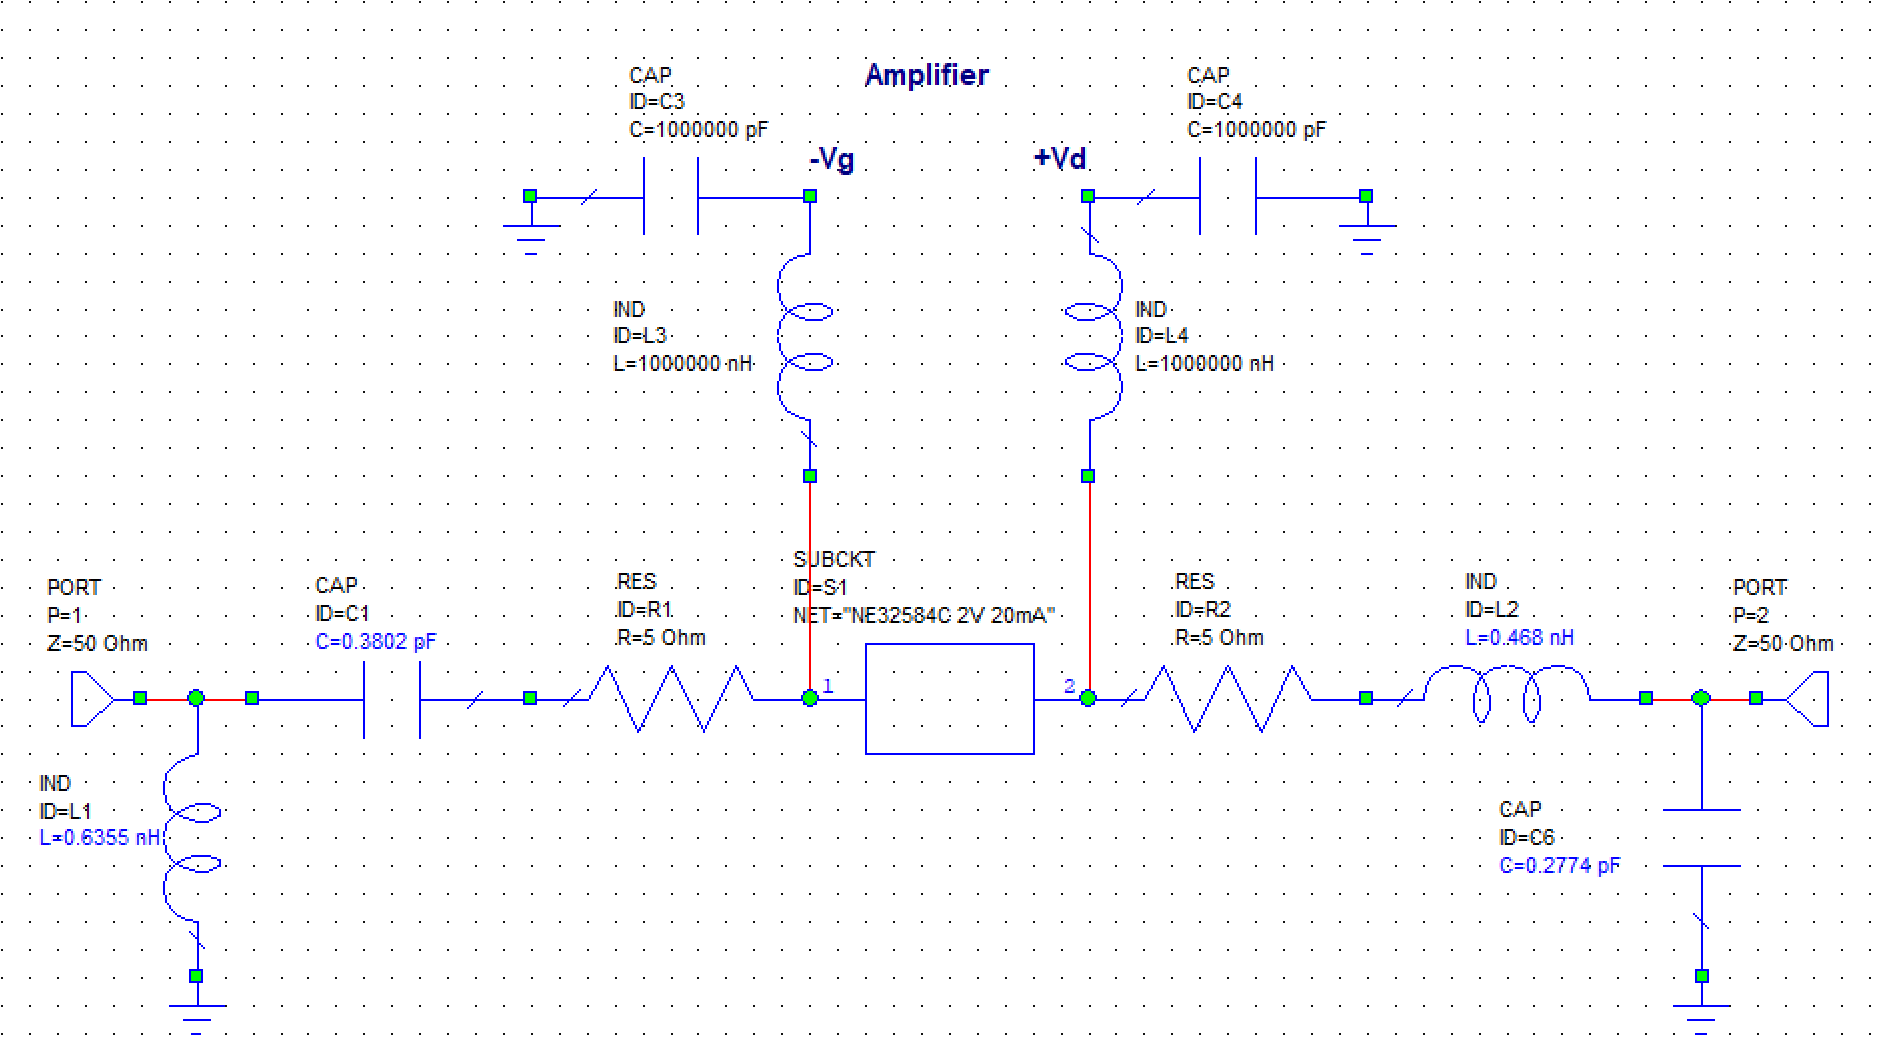 Amplifier
CAP
ID=C3
C=1000000 pF
CAP
ID=C4
C=1000000 pF
-Vg
+Vd
IND
ID=L3
L=1000000 nH
IND
ID=L4
L=1000000 nH
PORT
P=1
Z=50 Ohm
CAP
ID=C1
C=0.3802 pF
RES
ID=R1
R=5 Ohm
SUBCKT
ID=S1
NET="NE32584C 2V 20mA"
1
2
RES
ID=R2
R=5 Ohm
IND
ID=L2
L=0.468 nH
PORT
P=2
Z=50 Ohm
IND
ID=L1
L=0.6355 nH
CAP
ID=C6
C=0.2774 pF